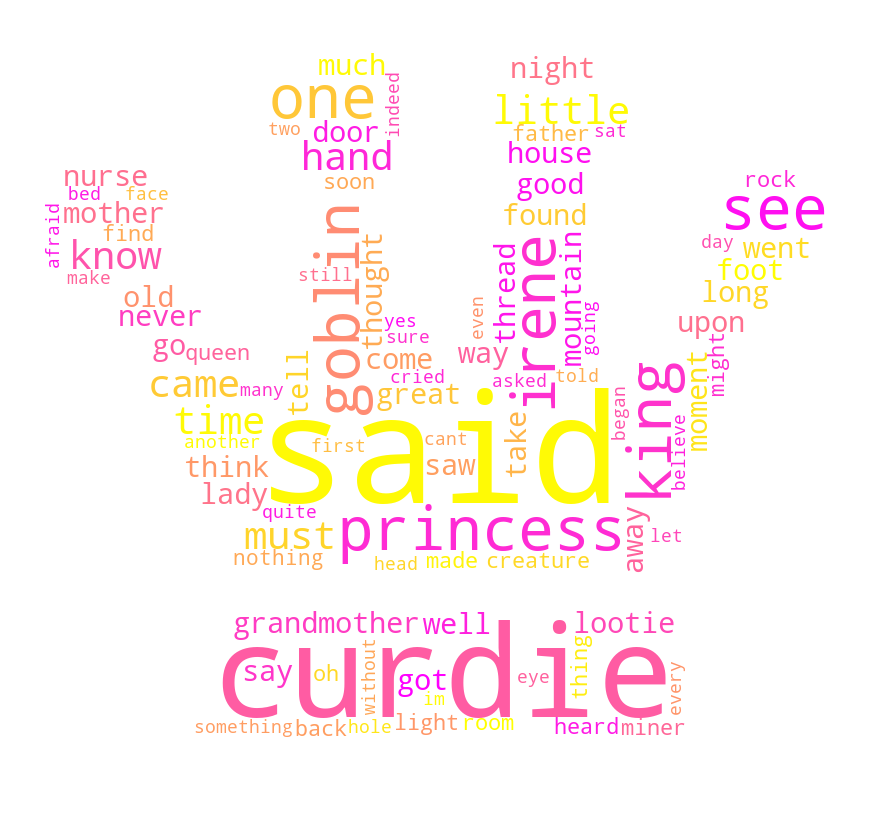 much
night
one
little
indeed
two
door
father
sat
hand
house
nurse
soon
good
rock
bed
face
mother
see
afraid
find
goblin
found
know
thought
irene
thread
mountain
day
went
make
still
foot
old
long
never
yes
even
going
upon
go
queen
sure
come
way
might
came
many
tell
cried
great
asked
told
moment
time
said
began
king
another
first
cant
take
believe
think
saw
lady
quite
princess
away
must
let
nothing
head
made
creature
grandmother
well
lootie
curdie
say
oh
without
got
eye
thing
every
im
something
back
hole
light
room
heard
miner